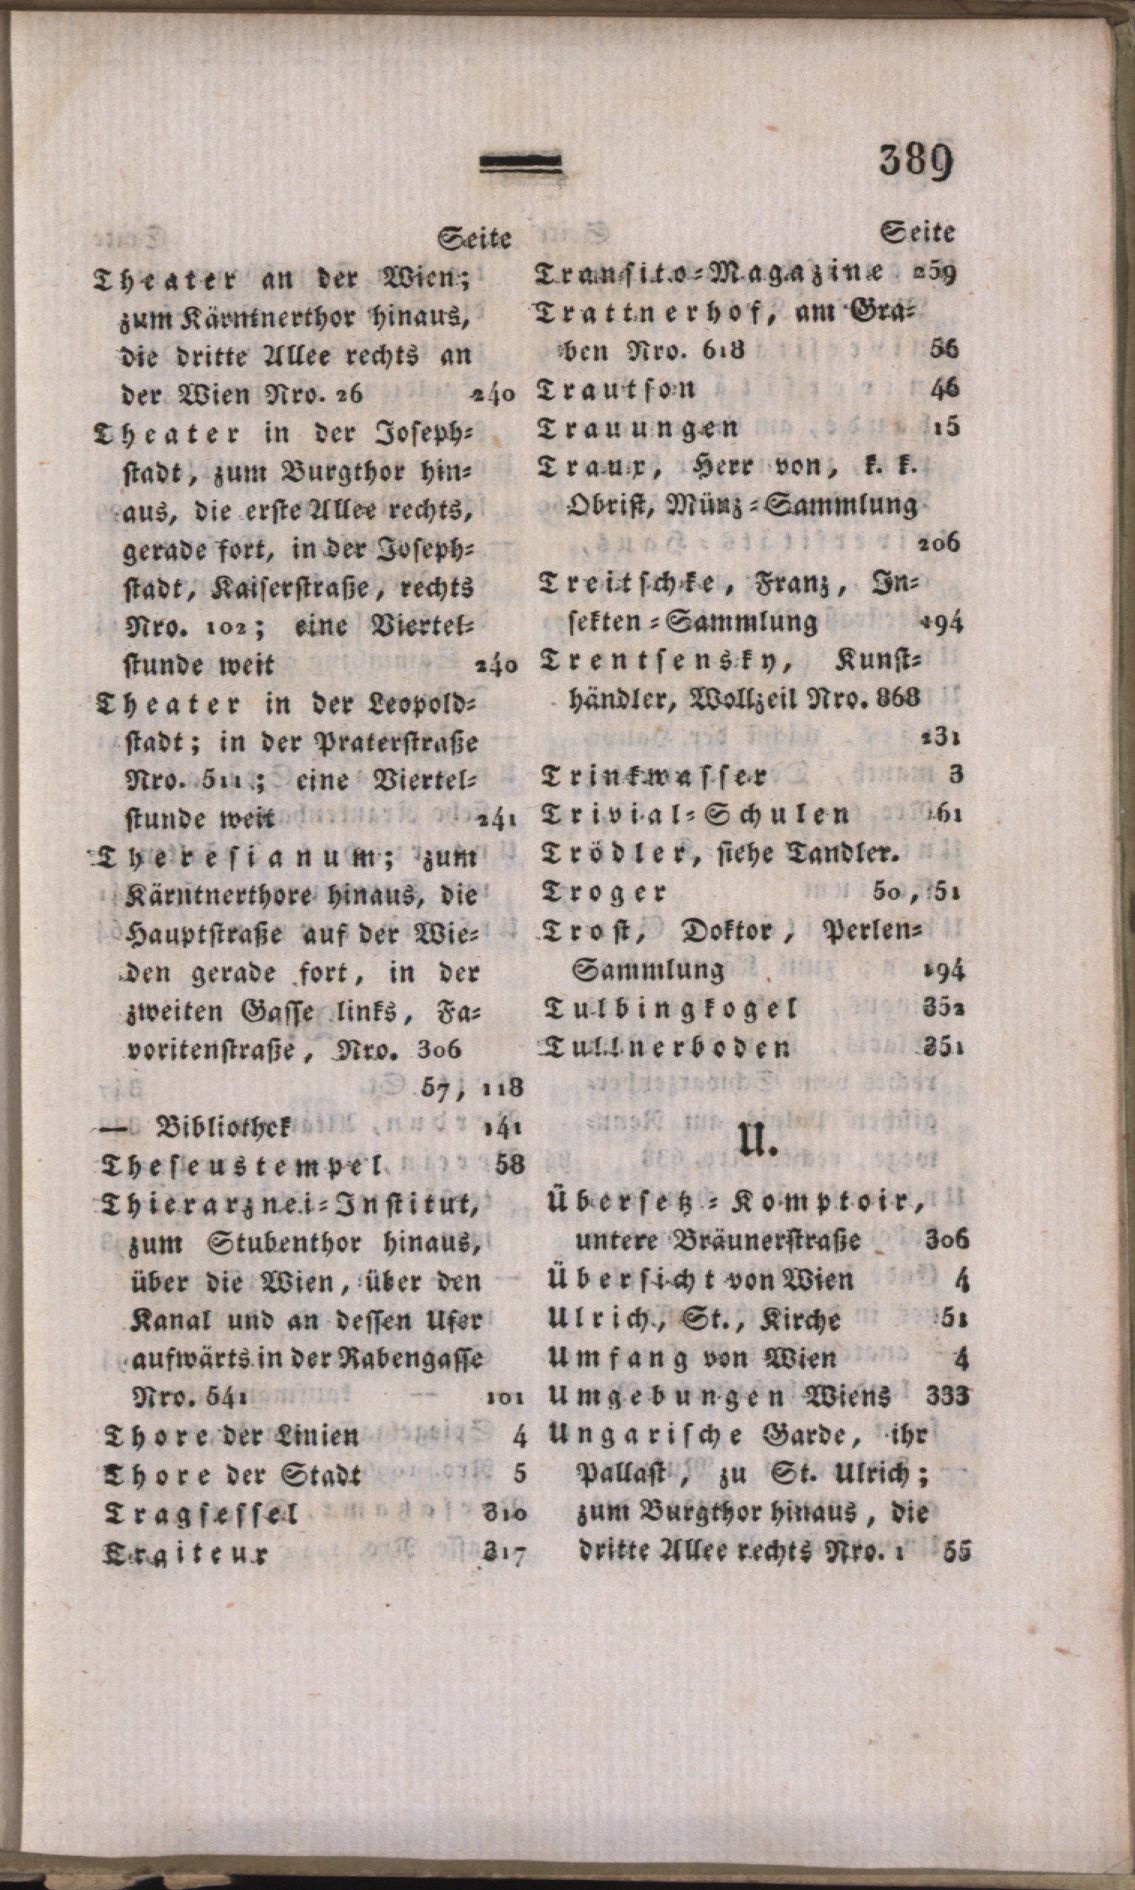 389
Seite
Theater an der Wien;
zum Kärntnerthor hinaus,
die dritte Allee rechts an
der Wien Nro. 26 240
Theater in der Joseph-
stadt, zum Burgthor hin-
aus, die erste Allee rechts,
gerade fort, in der Joseph-
stadt, Kaiserstraße, rechts
Nro. 102; eine Viertel-
stunde weit 240
Theater in der Leopold-
stadt; in der Praterstraße
Nro. 511; eine Viertel-
stunde weit 241
Theresianum; zum
Kärntnerthore hinaus, die
Hauptstraße auf der Wie-
den gerade fort, in der
zweiten Gasse links, Fa-
voritenstraße, Nro. 306
57, 118
— Bibliothek 141
Theseustempel 58
Thierarznei-Institut,
zum Stubenthor hinaus,
über die Wien, über den
Kanal und an dessen Ufer
aufwärts in der Rabengasse
Nro. 541 101
Thore der Linien 4
Thore der Stadt 5
Tragsessel 310
Traiteur 317
Seite
Transito-Magazine 259
Trattnerhof, am Gra-
ben Nro. 618 56
Trautson 46
Trauungen 15
Traux, Herr von, k. k.
Obrist, Münz-Sammlung
206
Treitschke, Franz, In-
sekten-Sammlung 194
Trentsensky, Kunst-
händler, Wollzeil Nro. 868
231
Trinkwasser 3
Trivial-Schulen 61
Trödler, siehe Tandler.
Troger 50, 51
Trost, Doktor, Perlen-
Sammlung 194
Tulbingkogel 352
Tullnerboden 351
U.
Übersetz-Komptoir,
untere Bräunerstraße 306
Übersicht von Wien 4
Ulrich, St., Kirche 51
Umfang von Wien 4
Umgebungen Wiens 333
Ungarische Garde, ihr
Pallast, zu St. Ulrich;
zum Burgthor hinaus, die
dritte Allee rechts Nro. 1 55